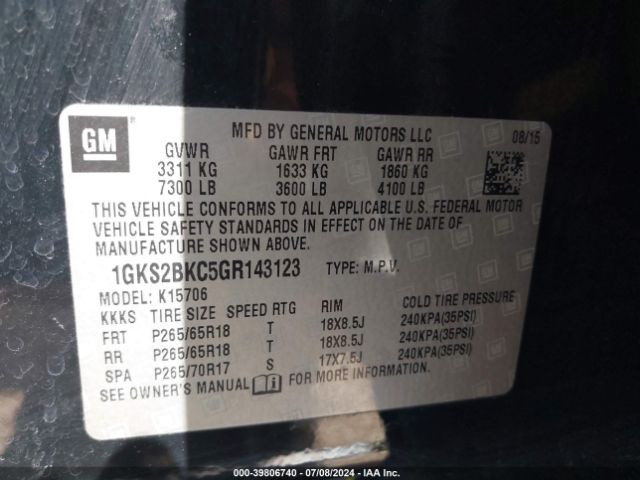 GM
MFD BY GENERAL MOTORS LLC
08/15
GVWR GAWR FRT GAWR RR
3311 KG 1633 KG 1860 KG
7300 LB 3600 LB 4100 LB
THIS VEHICLE CONFORMS TO ALL APPLICABLE U.S. FEDERAL MOTOR
VEHICLE SAFETY STANDARDS IN EFFECT ON THE DATE OF
MANUFACTURE SHOWN ABOVE.
1GKS2BKC5GR143123 TYPE: M.P.V.
MODEL: K15706
KKKS TIRE SIZE SPEED RTG RIM COLD TIRE PRESSURE
FRT P265/65R18 T 18X8.5J 240KPA(35PSI)
RR P265/65R18 T 18X8.5J 240KPA(35PSI)
SPA P265/70R17 S 17X7.5J 240KPA(35PSI)
SEE OWNER'S MANUAL FOR MORE INFORMATION.
000-39806740 - 07/08/2024 - IAA Inc.